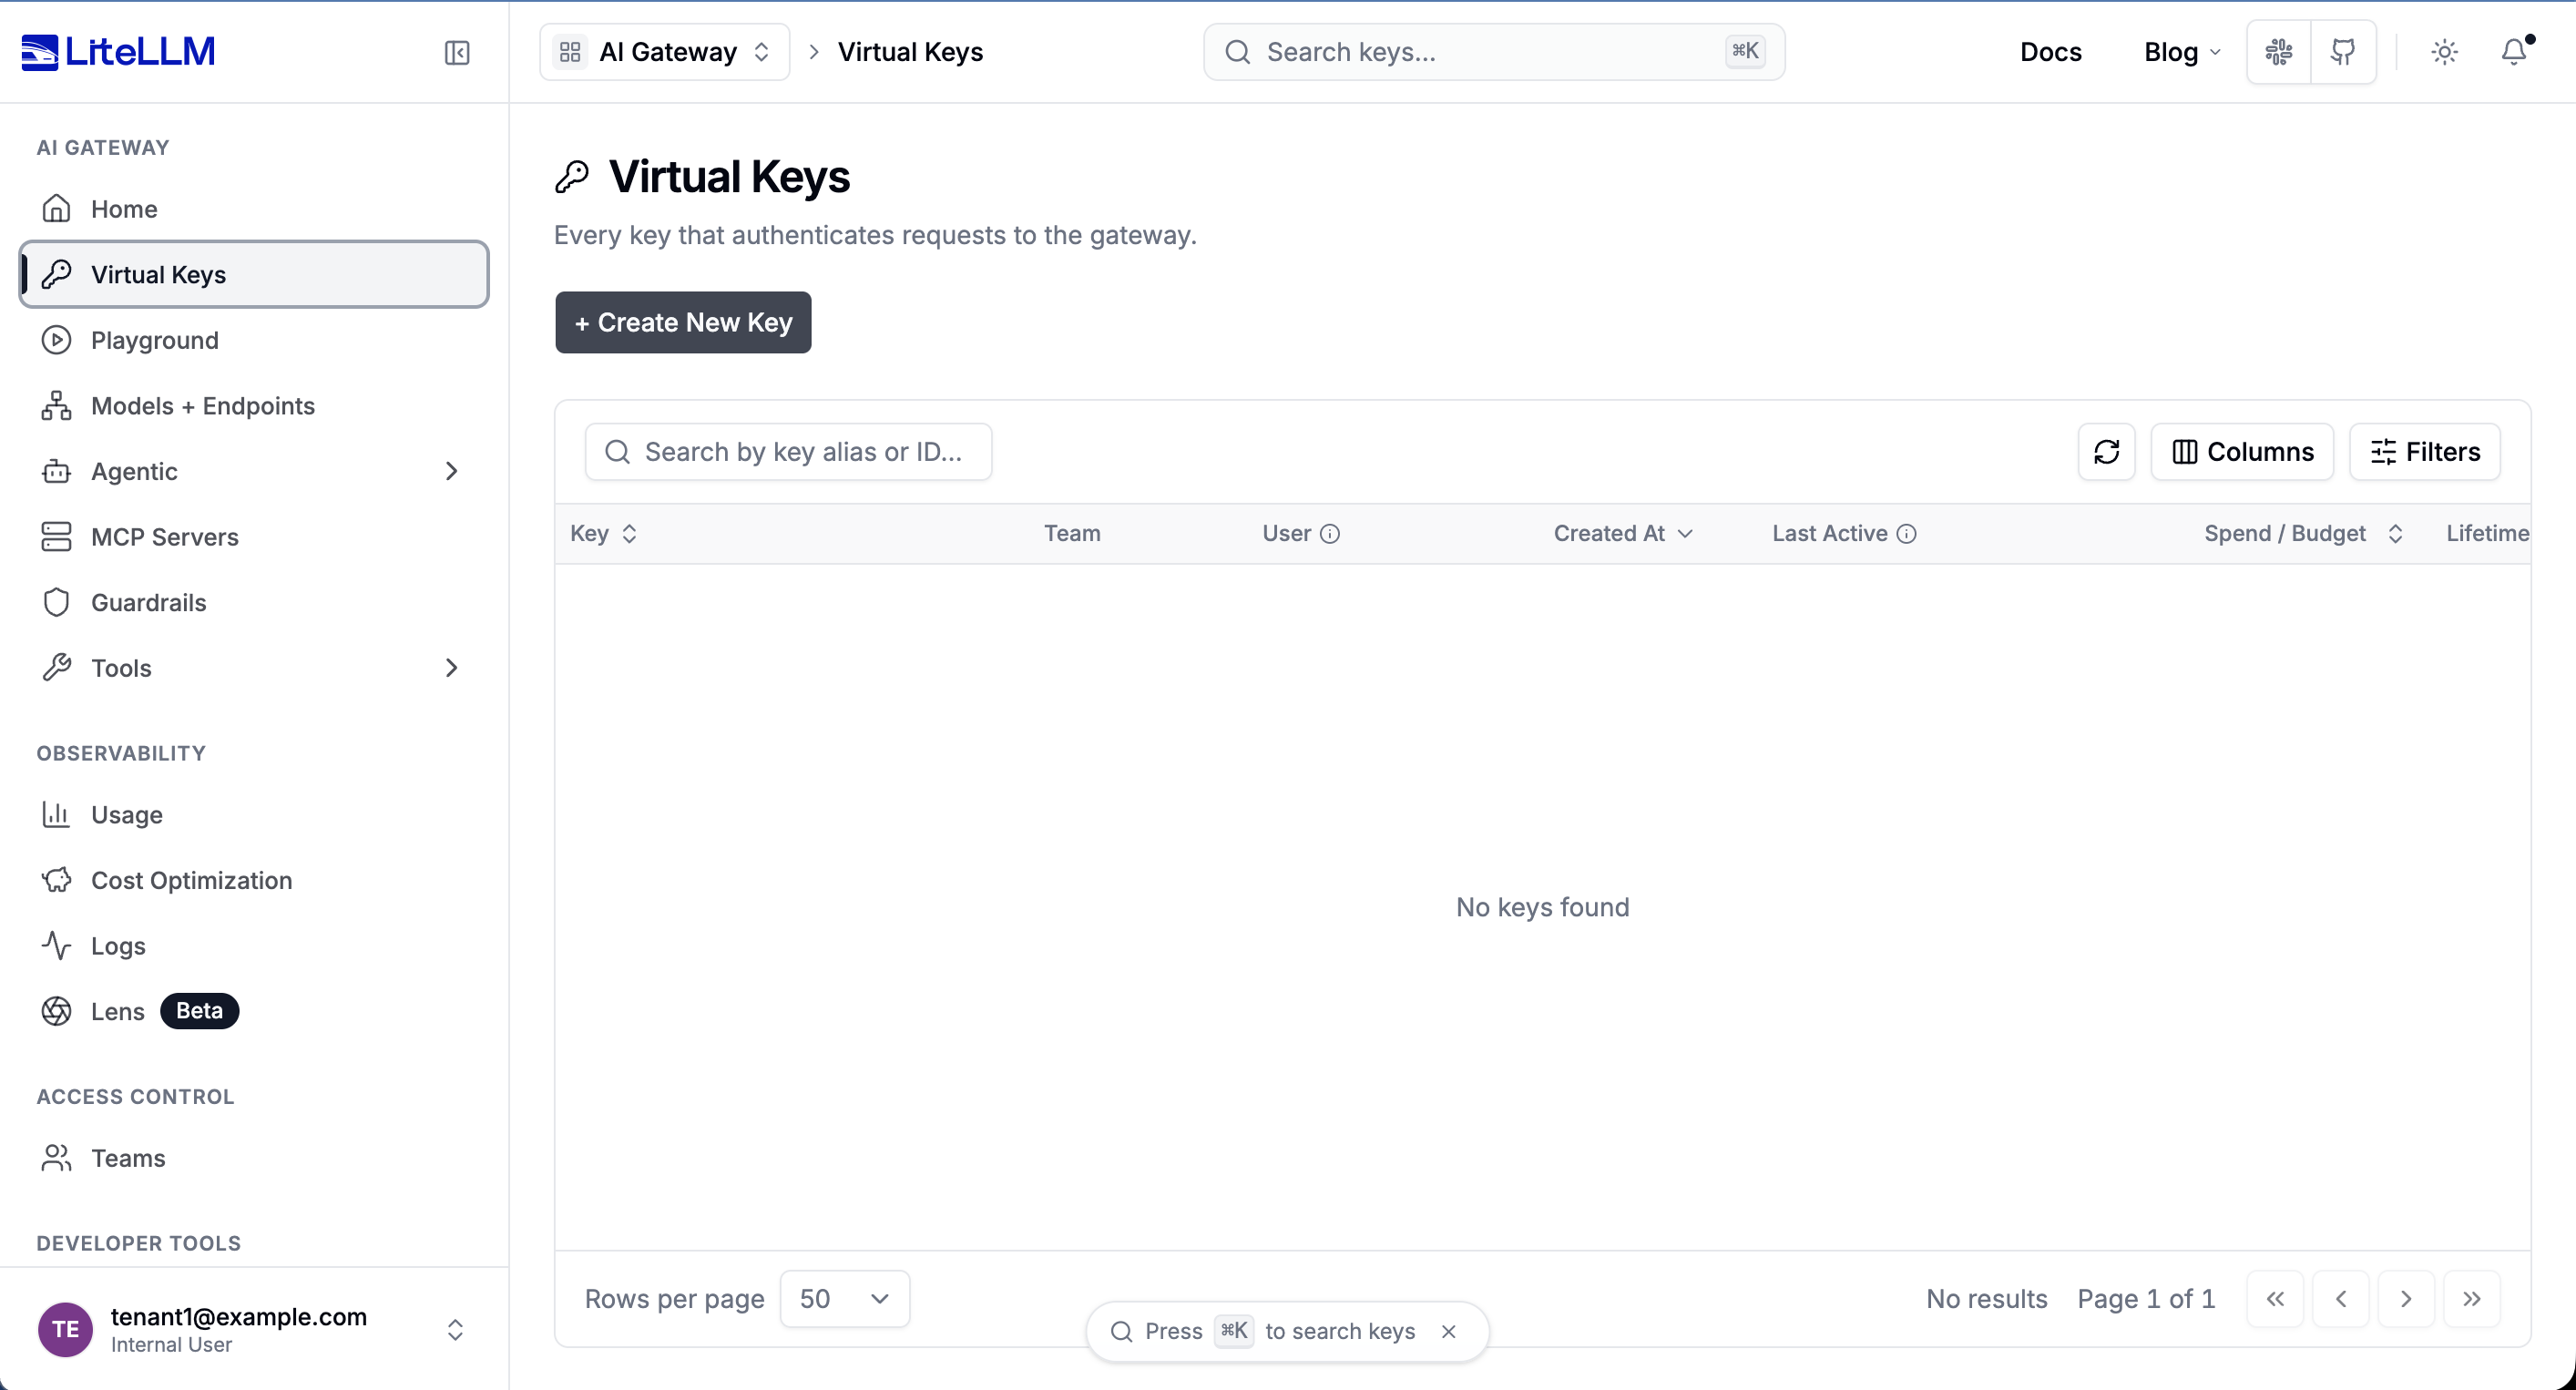 LiteLLM
AI Gateway
Virtual Keys
Search keys...
⌘K
Docs
Blog
AI GATEWAY
Home
Virtual Keys
Playground
Models + Endpoints
Agentic
MCP Servers
Guardrails
Tools
OBSERVABILITY
Usage
Cost Optimization
Logs
Lens Beta
ACCESS CONTROL
Teams
DEVELOPER TOOLS
TE
tenant1@example.com
Internal User
Virtual Keys
Every key that authenticates requests to the gateway.
+ Create New Key
Search by key alias or ID...
Columns
Filters
Key
Team
User
Created At
Last Active
Spend / Budget
Lifetime
No keys found
Rows per page 50
No results
Page 1 of 1
Press ⌘K to search keys